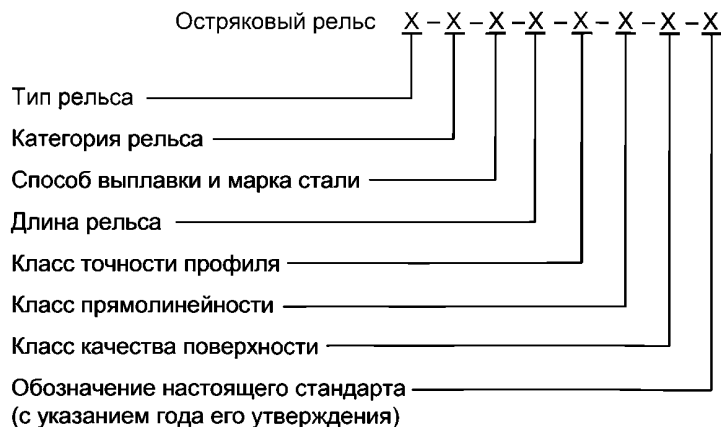 Остряковый рельс X – X – X – X – X – X – X – X
Тип рельса
Категория рельса
Способ выплавки и марка стали
Длина рельса
Класс точности профиля
Класс прямолинейности
Класс качества поверхности
Обозначение настоящего стандарта
(с указанием года его утверждения)